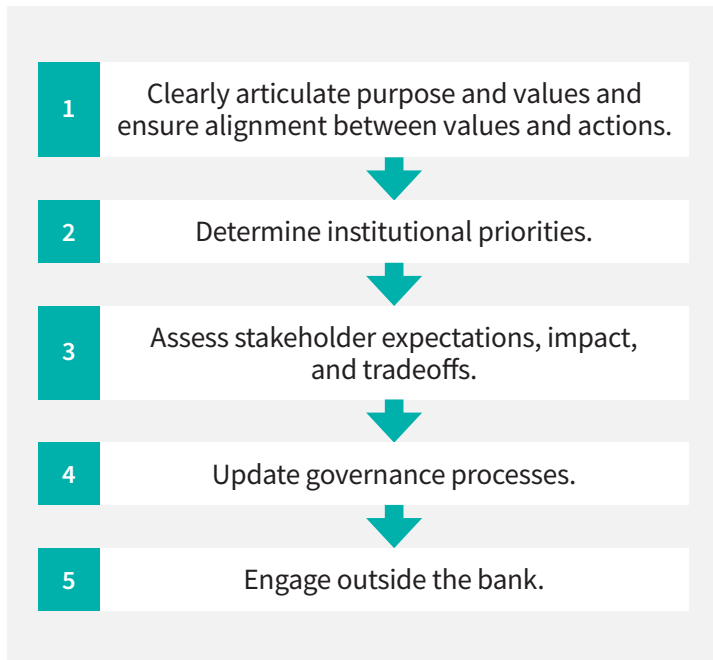 1
Clearly articulate purpose and values and
ensure alignment between values and actions.
2
Determine institutional priorities.
3
Assess stakeholder expectations, impact,
and tradeoffs.
4
Update governance processes.
5
Engage outside the bank.